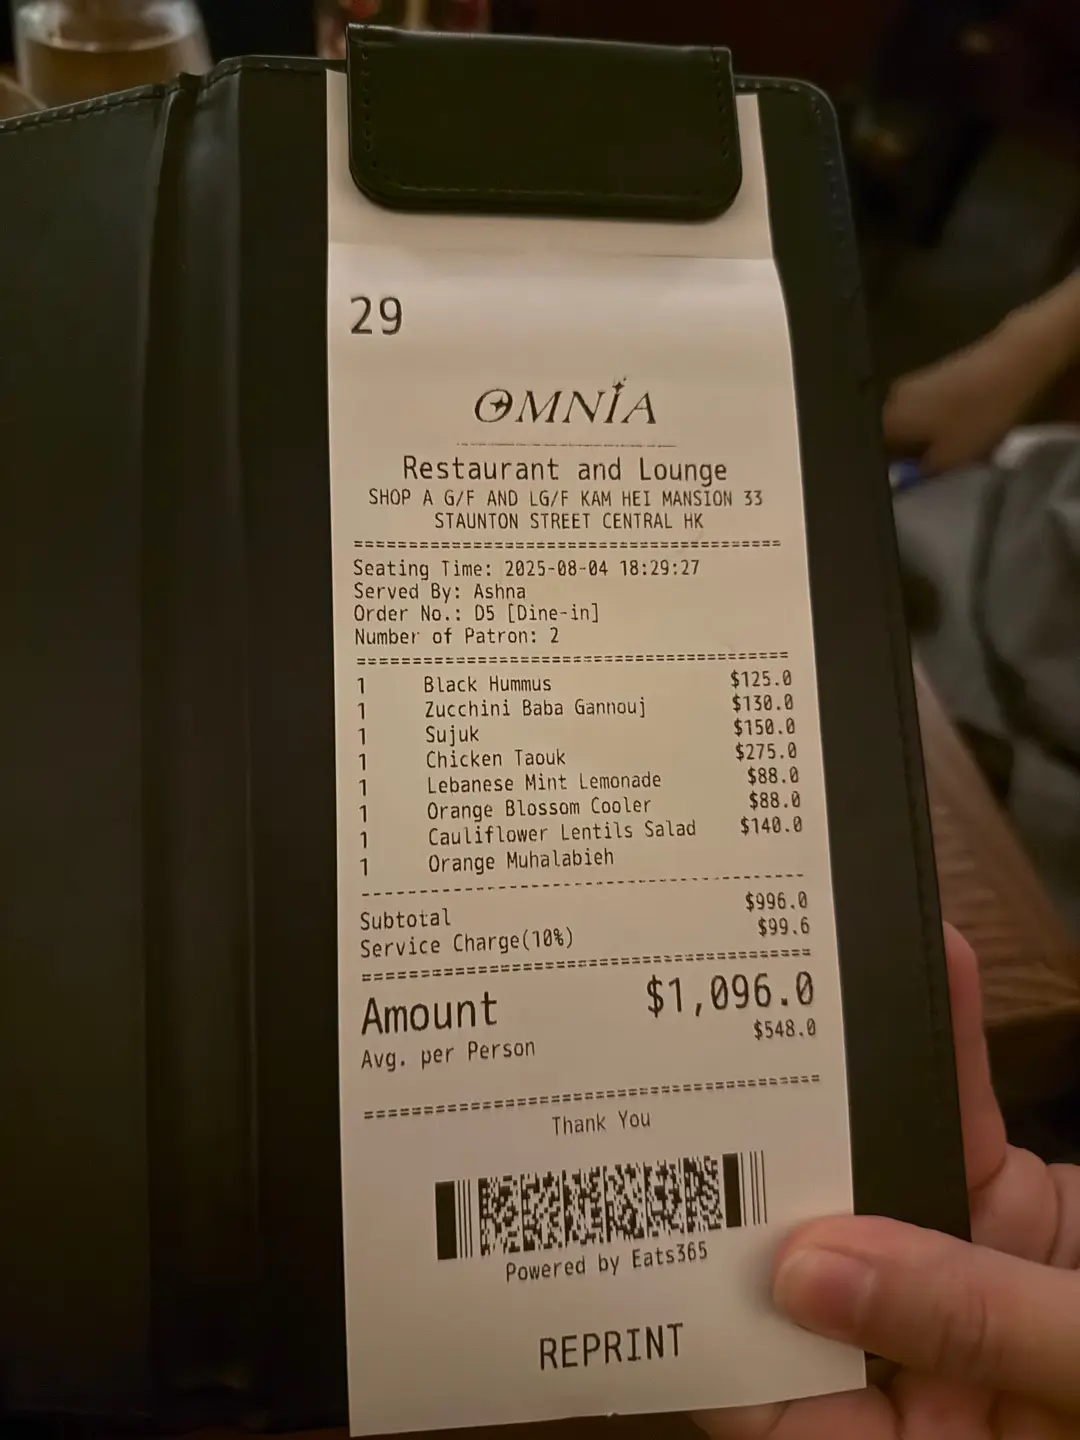 29
OMNIA
Restaurant and Lounge
SHOP A G/F AND LG/F KAM HEI MANSION 33
STAUNTON STREET CENTRAL HK
Seating Time: 2025-08-04 18:29:27
Served By: Ashna
Order No.: D5 [Dine-in]
Number of Patron: 2
1 Black Hummus $125.0
1 Zucchini Baba Gannouj $130.0
1 Sujuk $150.0
1 Chicken Taouk $275.0
1 Lebanese Mint Lemonade $88.0
1 Orange Blossom Cooler $88.0
1 Cauliflower Lentils Salad $140.0
1 Orange Muhalabieh
Subtotal $996.0
Service Charge(10%) $99.6
Amount $1,096.0
Avg. per Person $548.0
Thank You
Powered by Eats365
REPRINT